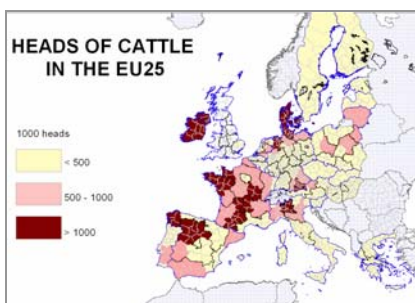 HEADS OF CATTLE
IN THE EU25
1000 heads
< 500
500 - 1000
> 1000